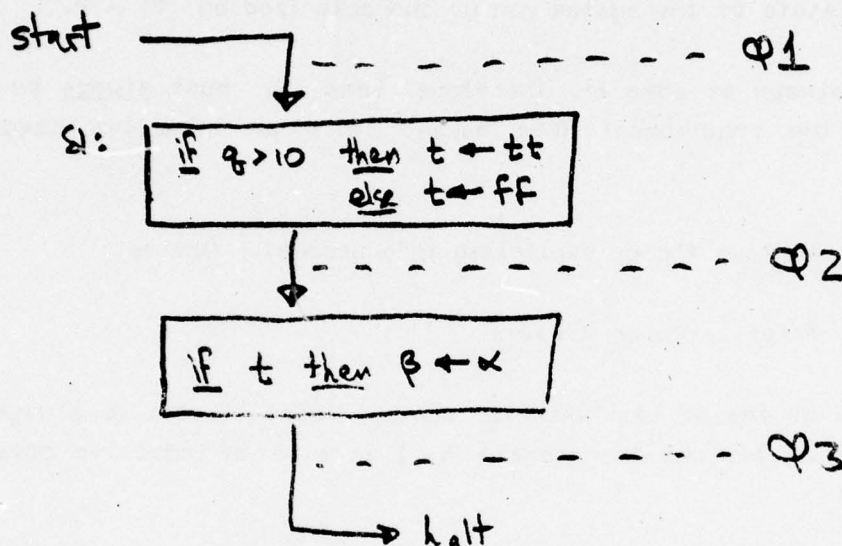 start
φ1
S1: if q > 10 then t ← tt
else t ← ff
φ2
if t then β ← α
φ3
halt